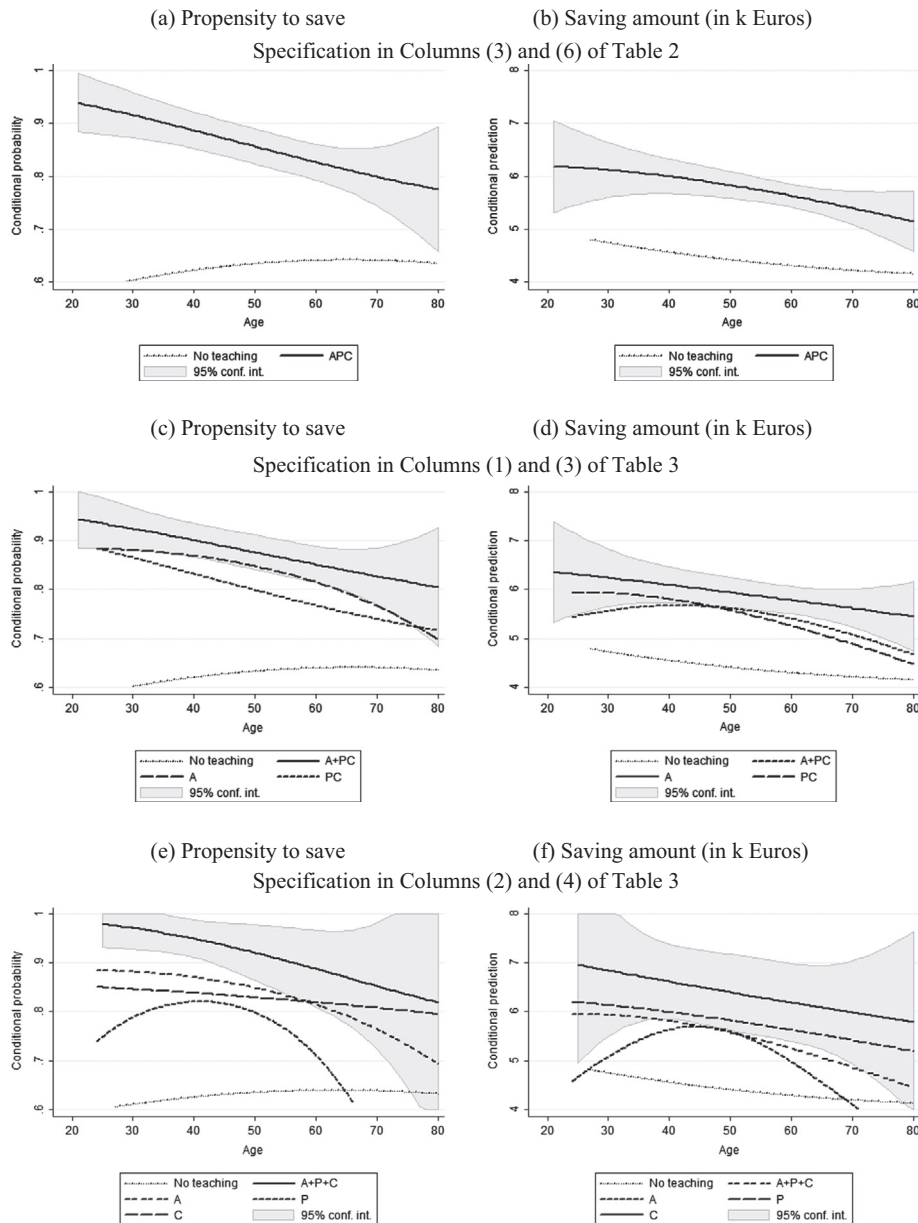 (a) Propensity to save
(b) Saving amount (in k Euros)
Specification in Columns (3) and (6) of Table 2
Conditional probability
.6 .7 .8 .9 1
20 30 40 50 60 70 80
Age
No teaching APC
95% conf. int.
Conditional prediction
4 5 6 7 8
20 30 40 50 60 70 80
Age
No teaching APC
95% conf. int.
(c) Propensity to save
(d) Saving amount (in k Euros)
Specification in Columns (1) and (3) of Table 3
Conditional probability
.6 .7 .8 .9 1
20 30 40 50 60 70 80
Age
No teaching A+PC
A PC
95% conf. int.
Conditional prediction
4 5 6 7 8
20 30 40 50 60 70 80
Age
No teaching A+PC
A PC
95% conf. int.
(e) Propensity to save
(f) Saving amount (in k Euros)
Specification in Columns (2) and (4) of Table 3
Conditional probability
.6 .7 .8 .9 1
20 30 40 50 60 70 80
Age
No teaching A+P+C
A P
C 95% conf. int.
Conditional prediction
4 5 6 7 8
20 30 40 50 60 70 80
Age
No teaching A+P+C
A P
C 95% conf. int.